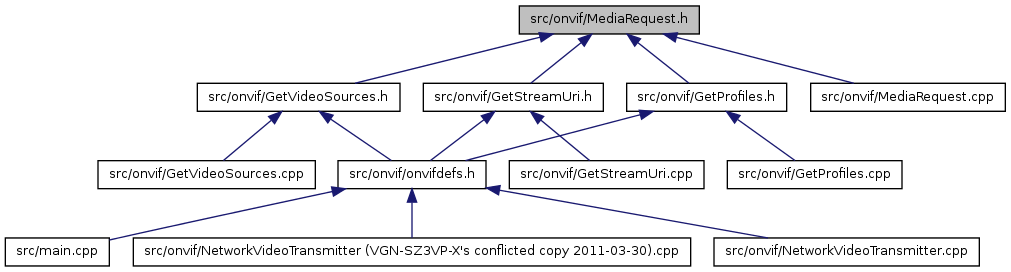 src/onvif/MediaRequest.h
src/onvif/GetVideoSources.h
src/onvif/GetStreamUri.h
src/onvif/GetProfiles.h
src/onvif/MediaRequest.cpp
src/onvif/GetVideoSources.cpp
src/onvif/onvifdefs.h
src/onvif/GetStreamUri.cpp
src/onvif/GetProfiles.cpp
src/main.cpp
src/onvif/NetworkVideoTransmitter (VGN-SZ3VP-X's conflicted copy 2011-03-30).cpp
src/onvif/NetworkVideoTransmitter.cpp